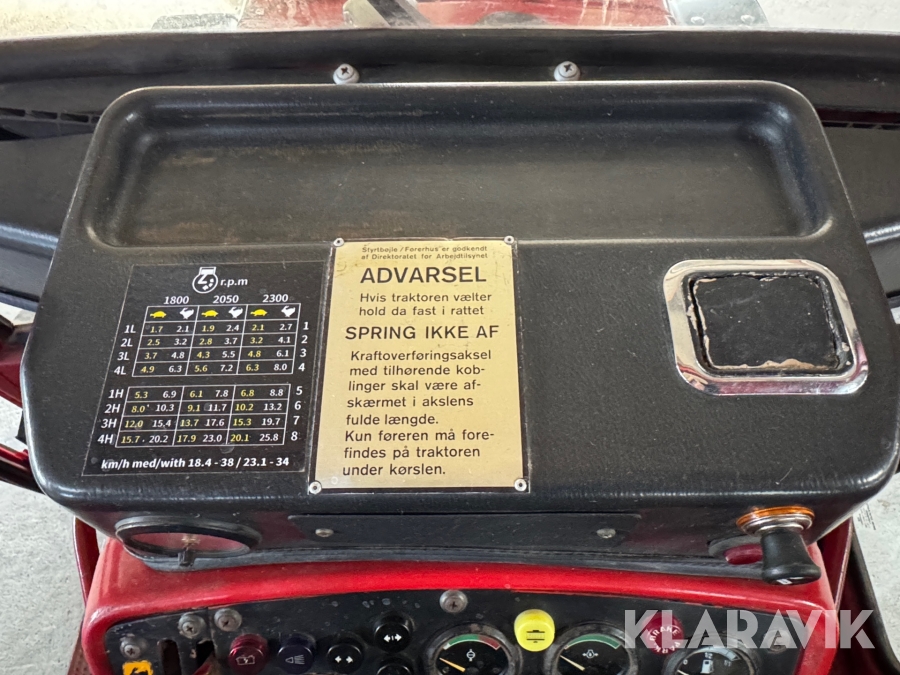 Styrtbøjle/Førerhus er godkendt
af Direktoratet for Arbejdtilsynet
ADVARSEL
Hvis traktoren vælter
hold da fast i rattet
SPRING IKKE AF
Kraftoverføringsaksel
med tilhørende kob-
linger skal være af-
skærmet i akslens
fulde længde.
Kun føreren må fore-
findes på traktoren
under kørslen.
r.p.m
1800 2050 2300
1L 1.7 2.1 1.9 2.4 2.1 2.7 1
2L 2.5 3.2 2.8 3.7 3.2 4.1 2
3L 3.7 4.8 4.3 5.5 4.8 6.1 3
4L 4.9 6.3 5.6 7.2 6.3 8.0 4
1H 5.3 6.9 6.1 7.8 6.8 8.8 5
2H 8.0 10.3 9.1 11.7 10.2 13.2 6
3H 12.0 15.4 13.7 17.6 15.3 19.7 7
4H 15.7 20.2 17.9 23.0 20.1 25.8 8
km/h med/with 18.4 - 38 / 23.1 - 34
KLARAVIK